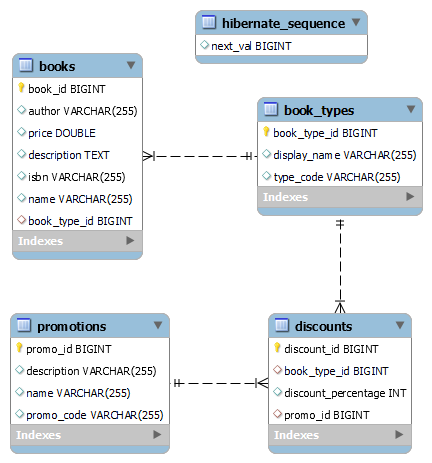 hibernate_sequence
next_val BIGINT
books
book_id BIGINT
author VARCHAR(255)
price DOUBLE
description TEXT
isbn VARCHAR(255)
name VARCHAR(255)
book_type_id BIGINT
Indexes
book_types
book_type_id BIGINT
display_name VARCHAR(255)
type_code VARCHAR(255)
Indexes
promotions
promo_id BIGINT
description VARCHAR(255)
name VARCHAR(255)
promo_code VARCHAR(255)
Indexes
discounts
discount_id BIGINT
book_type_id BIGINT
discount_percentage INT
promo_id BIGINT
Indexes